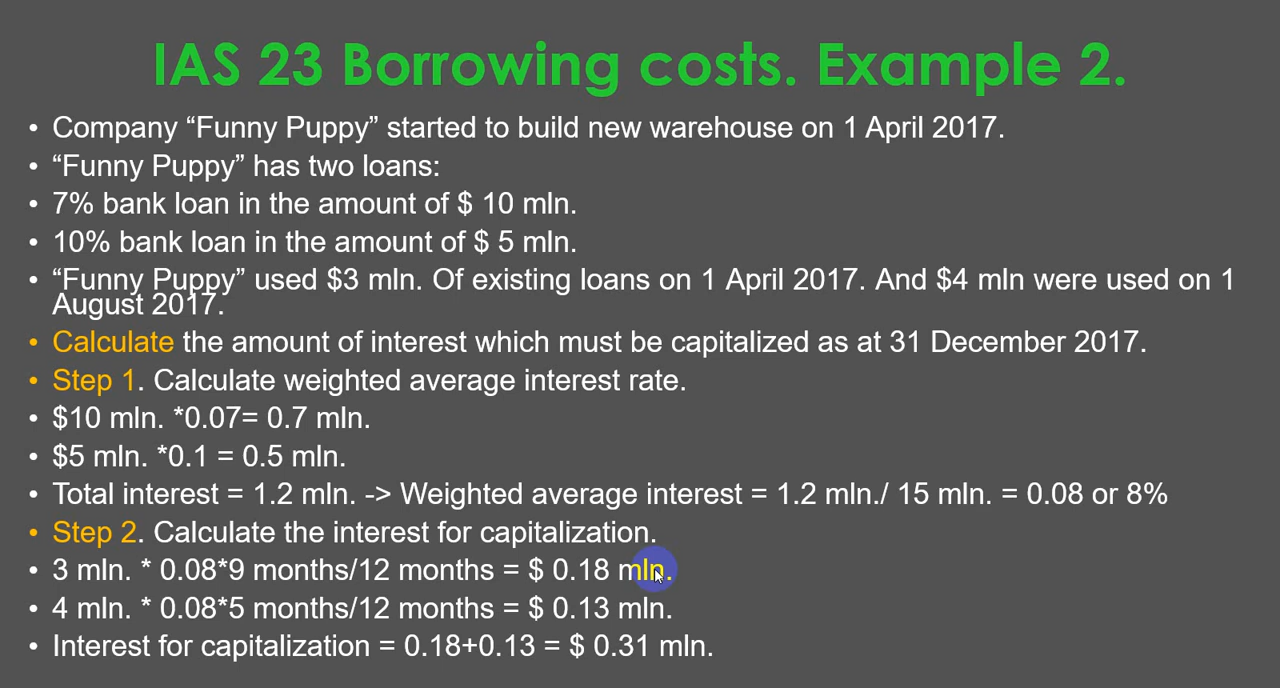 IAS 23 Borrowing costs. Example 2.
• Company “Funny Puppy” started to build new warehouse on 1 April 2017.
• “Funny Puppy” has two loans:
• 7% bank loan in the amount of $ 10 mln.
• 10% bank loan in the amount of $ 5 mln.
• “Funny Puppy” used $3 mln. Of existing loans on 1 April 2017. And $4 mln were used on 1
August 2017.
• Calculate the amount of interest which must be capitalized as at 31 December 2017.
• Step 1. Calculate weighted average interest rate.
• $10 mln. *0.07= 0.7 mln.
• $5 mln. *0.1 = 0.5 mln.
• Total interest = 1.2 mln. -> Weighted average interest = 1.2 mln./ 15 mln. = 0.08 or 8%
• Step 2. Calculate the interest for capitalization.
• 3 mln. * 0.08*9 months/12 months = $ 0.18 mln.
• 4 mln. * 0.08*5 months/12 months = $ 0.13 mln.
• Interest for capitalization = 0.18+0.13 = $ 0.31 mln.